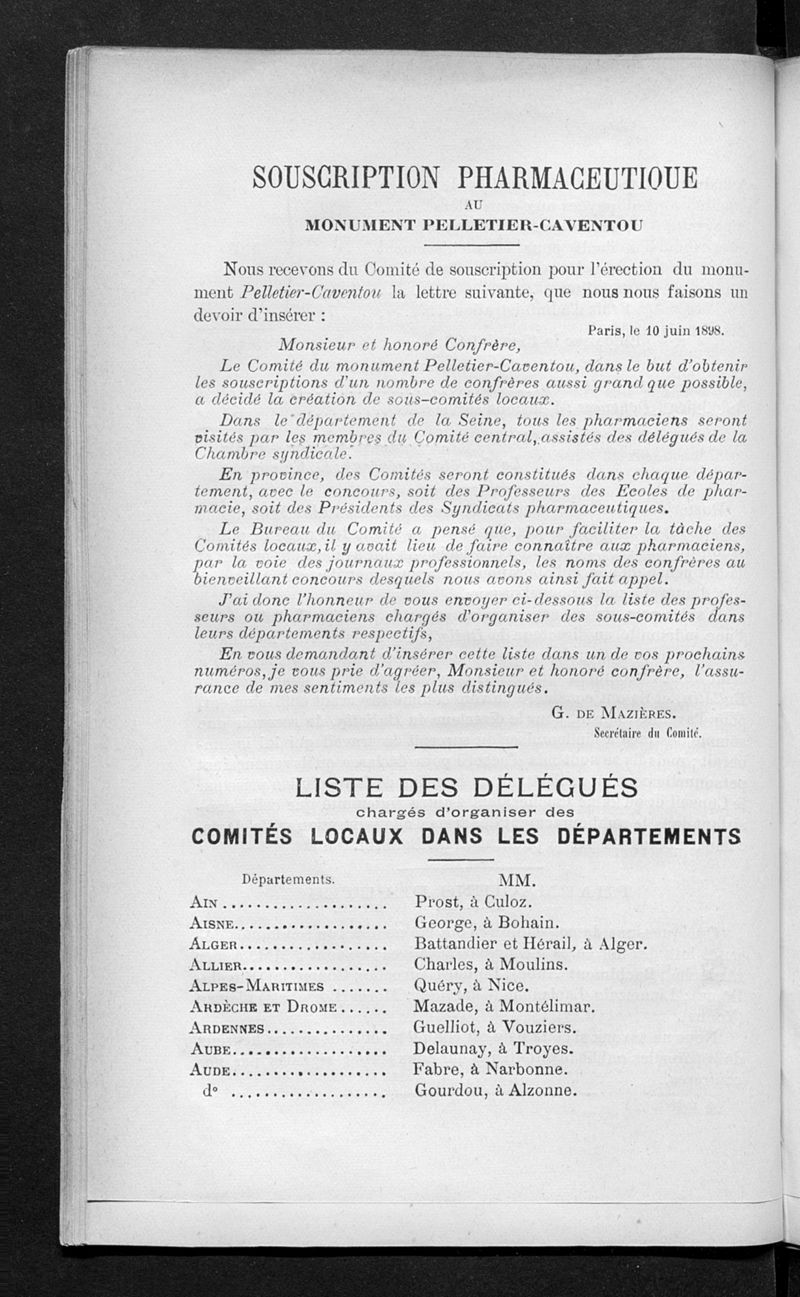 SOUSCRIPTION PHARMACEUTIQUE
AU
MONUMENT PELLETIER-CAVENTOU
Nous recevons du Comité de souscription pour l'érection du monu-
ment Pelletier-Caventou la lettre suivante, que nous nous faisons un
devoir d'insérer :
Paris, le 10 juin 1898.
Monsieur et honoré Confrère,
Le Comité du monument Pelletier-Caventou, dans le but d'obtenir
les souscriptions d'un nombre de confrères aussi grand que possible,
a décidé la création de sous-comités locaux.
Dans le département de la Seine, tous les pharmaciens seront
visités par les membres du Comité central, assistés des délégués de la
Chambre syndicale.
En province, des Comités seront constitués dans chaque dépar-
tement, avec le concours, soit des Professeurs des Ecoles de phar-
macie, soit des Présidents des Syndicats pharmaceutiques.
Le Bureau du Comité a pensé que, pour faciliter la tâche des
Comités locaux, il y avait lieu de faire connaître aux pharmaciens,
par la voie des journaux professionnels, les noms des confrères au
bienveillant concours desquels nous avons ainsi fait appel.
J'ai donc l'honneur de vous envoyer ci-dessous la liste des profes-
seurs ou pharmaciens chargés d'organiser des sous-comités dans
leurs départements respectifs,
En vous demandant d'insérer cette liste dans un de vos prochains
numéros, je vous prie d'agréer, Monsieur et honoré confrère, l'assu-
rance de mes sentiments les plus distingués.
G. DE MAZIÈRES.
Secrétaire du Comité.
LISTE DES DÉLÉGUÉS
chargés d'organiser des
COMITÉS LOCAUX DANS LES DÉPARTEMENTS
Départements. MM.
AIN .................... Prost, à Culoz.
AISNE.................. George, à Bohain.
ALGER.................. Battandier et Hérail, à Alger.
ALLIER................. Charles, à Moulins.
ALPES-MARITIMES ....... Quéry, à Nice.
ARDÈCHE ET DROME ...... Mazade, à Montélimar.
ARDENNES............... Guelliot, à Vouziers.
AUBE................... Delaunay, à Troyes.
AUDE................... Fabre, à Narbonne.
d° ................... Gourdou, à Alzonne.